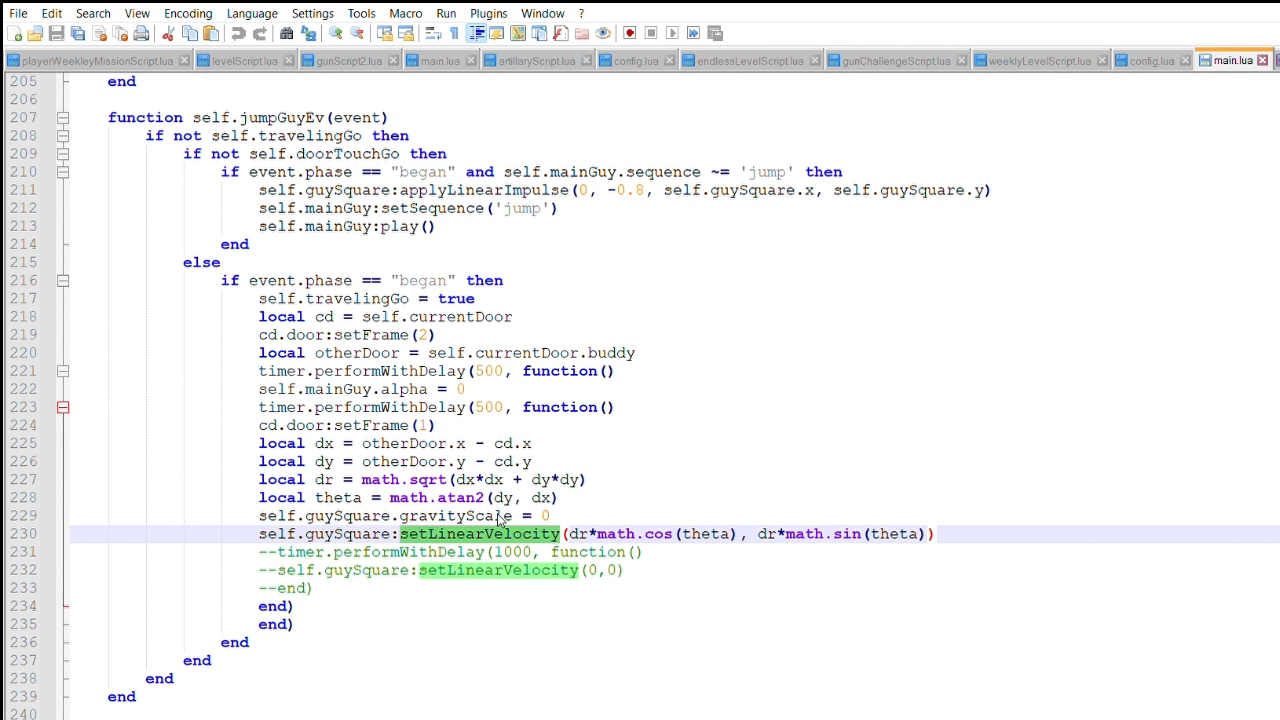 File Edit Search View Encoding Language Settings Tools Macro Run Plugins Window ?
playerWeekleyMissionScript.lua levelScript.lua gunScript2.lua main.lua artillaryScript.lua config.lua endlessLevelScript.lua gunChallengeScript.lua weeklyLevelScript.lua config.lua main.lua
205 end
206
207 function self.jumpGuyEv(event)
208 if not self.travelingGo then
209 if not self.doorTouchGo then
210 if event.phase == "began" and self.mainGuy.sequence ~= 'jump' then
211 self.guySquare:applyLinearImpulse(0, -0.8, self.guySquare.x, self.guySquare.y)
212 self.mainGuy:setSequence('jump')
213 self.mainGuy:play()
214 end
215 else
216 if event.phase == "began" then
217 self.travelingGo = true
218 local cd = self.currentDoor
219 cd.door:setFrame(2)
220 local otherDoor = self.currentDoor.buddy
221 timer.performWithDelay(500, function()
222 self.mainGuy.alpha = 0
223 timer.performWithDelay(500, function()
224 cd.door:setFrame(1)
225 local dx = otherDoor.x - cd.x
226 local dy = otherDoor.y - cd.y
227 local dr = math.sqrt(dx*dx + dy*dy)
228 local theta = math.atan2(dy, dx)
229 self.guySquare.gravityScale = 0
230 self.guySquare:setLinearVelocity(dr*math.cos(theta), dr*math.sin(theta))
231 --timer.performWithDelay(1000, function()
232 --self.guySquare:setLinearVelocity(0,0)
233 --end)
234 end)
235 end)
236 end
237 end
238 end
239 end
240